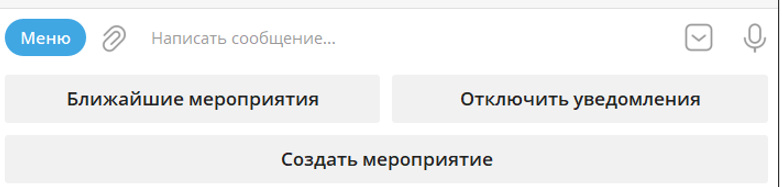 Меню Написать сообщение...
Ближайшие мероприятия Отключить уведомления
Создать мероприятие